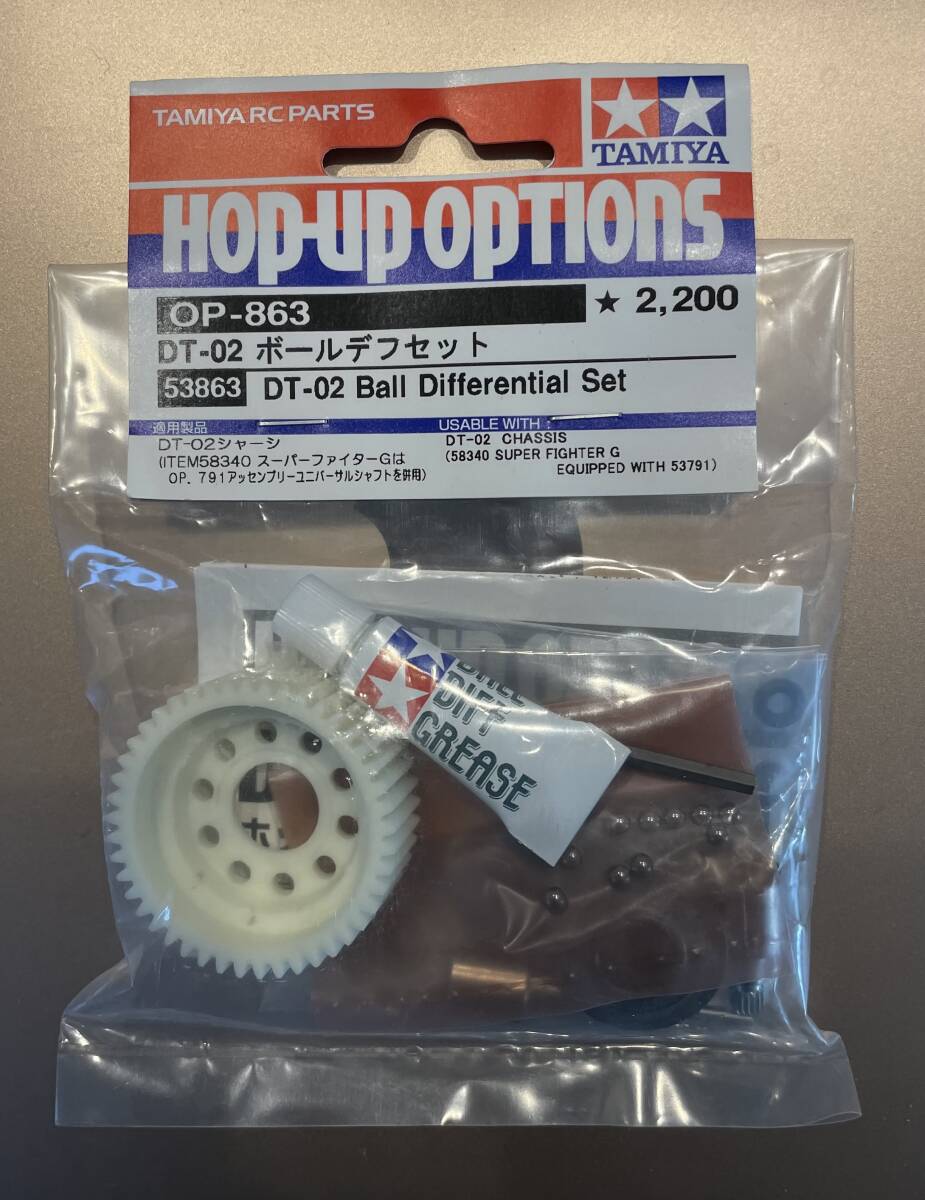 TAMIYA RC PARTS
TAMIYA
HOP-UP OPTIONS
OP-863
★ 2,200
DT-02 ボールデフセット
53863 DT-02 Ball Differential Set
適用製品
DT-02シャーシ
(ITEM58340 スーパーファイターGは
OP. 791アッセンブリーユニバーサルシャフトを併用)
USABLE WITH :
DT-02 CHASSIS
(58340 SUPER FIGHTER G
EQUIPPED WITH 53791)
BALL
DIFF
GREASE